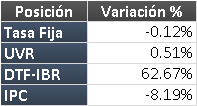 Posición Variación %
Tasa Fija -0.12%
UVR 0.51%
DTF-IBR 62.67%
IPC -8.19%